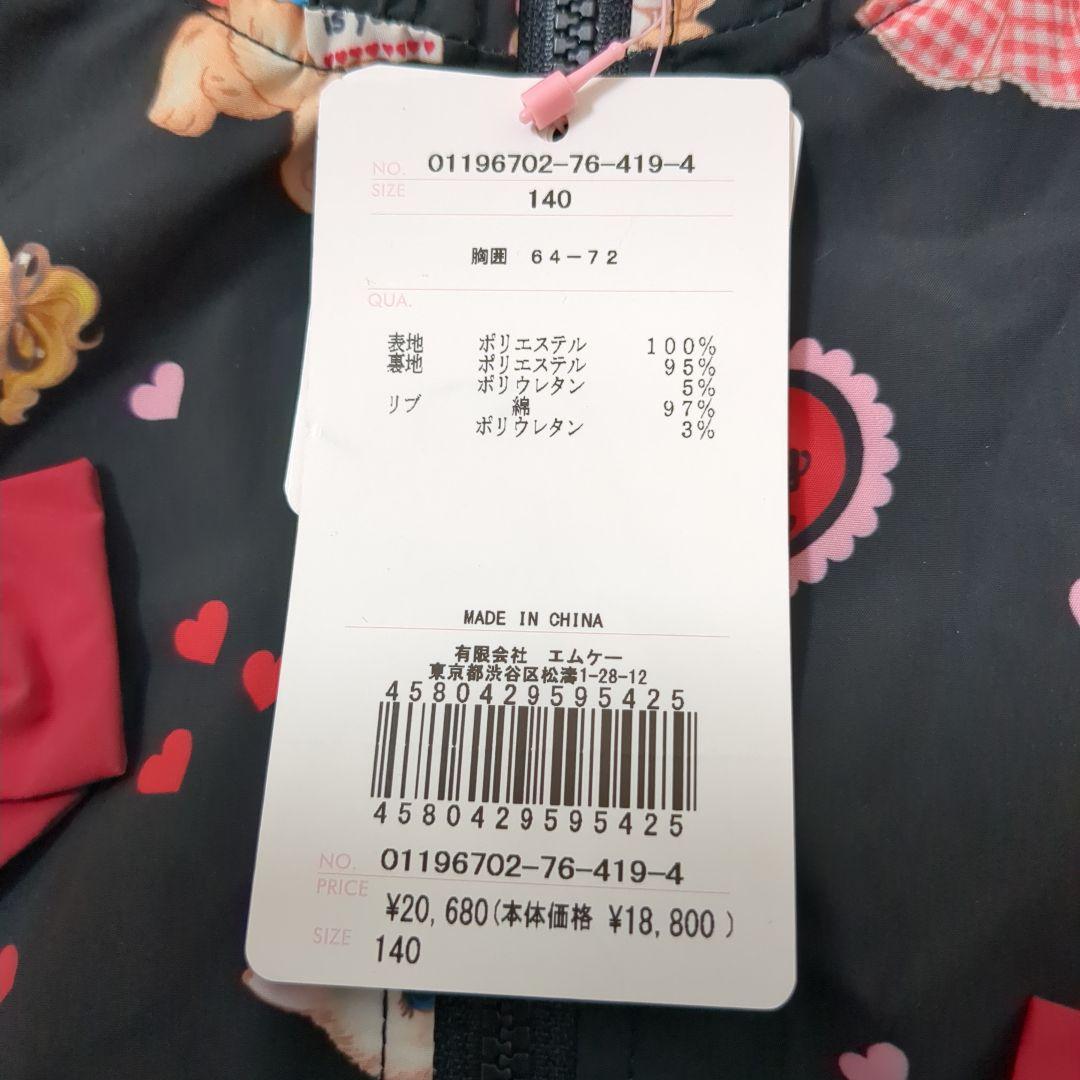 NO. 01196702-76-419-4
SIZE 140
胸囲 64-72
QUA.
表地 ポリエステル 100%
裏地 ポリエステル 95%
ポリウレタン 5%
リブ 綿 97%
ポリウレタン 3%
MADE IN CHINA
有限会社 エムケー
東京都渋谷区松濤1-28-12
4580429595425
4580429595425
NO. 01196702-76-419-4
PRICE ¥20,680(本体価格 ¥18,800 )
SIZE 140